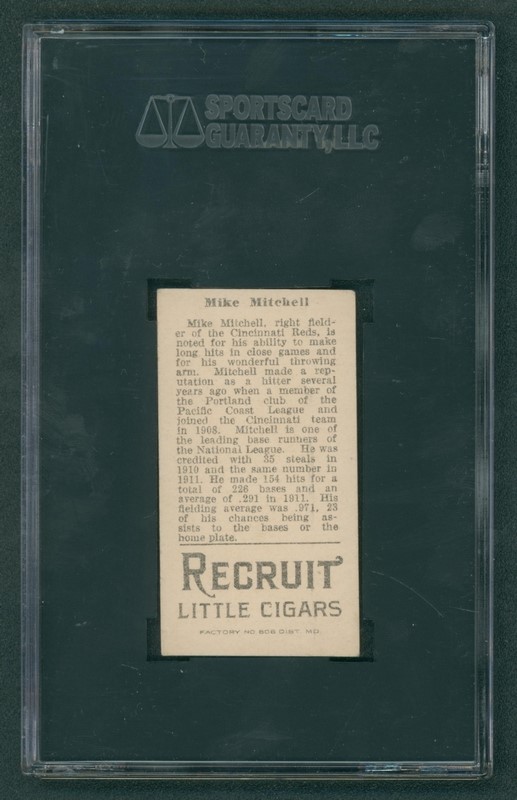 SPORTSCARD
GUARANTY, LLC
Mike Mitchell
Mike Mitchell, right field-
er of the Cincinnati Reds, is
noted for his ability to make
long hits in close games and
for his wonderful throwing
arm. Mitchell made a rep-
utation as a hitter several
years ago when a member of
the Portland club of the
Pacific Coast League and
joined the Cincinnati team
in 1908. Mitchell is one of
the leading base runners of
the National League. He was
credited with 35 steals in
1910 and the same number in
1911. He made 154 hits for a
total of 226 bases and an
average of .291 in 1911. His
fielding average was .971, 23
of his chances being as-
sists to the bases or the
home plate.
RECRUIT
LITTLE CIGARS
FACTORY NO 606 DIST. MD.